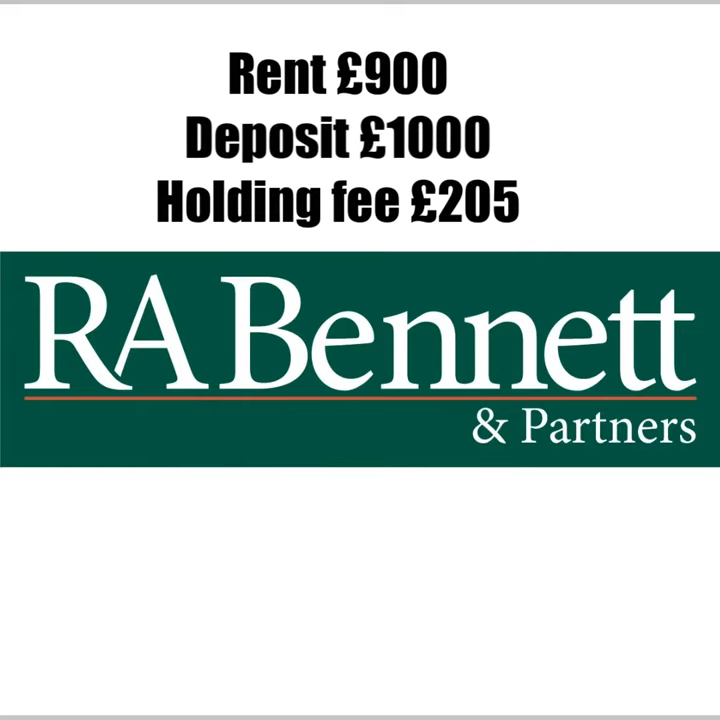 Rent £900
Deposit £1000
Holding fee £205
RA Bennett
& Partners